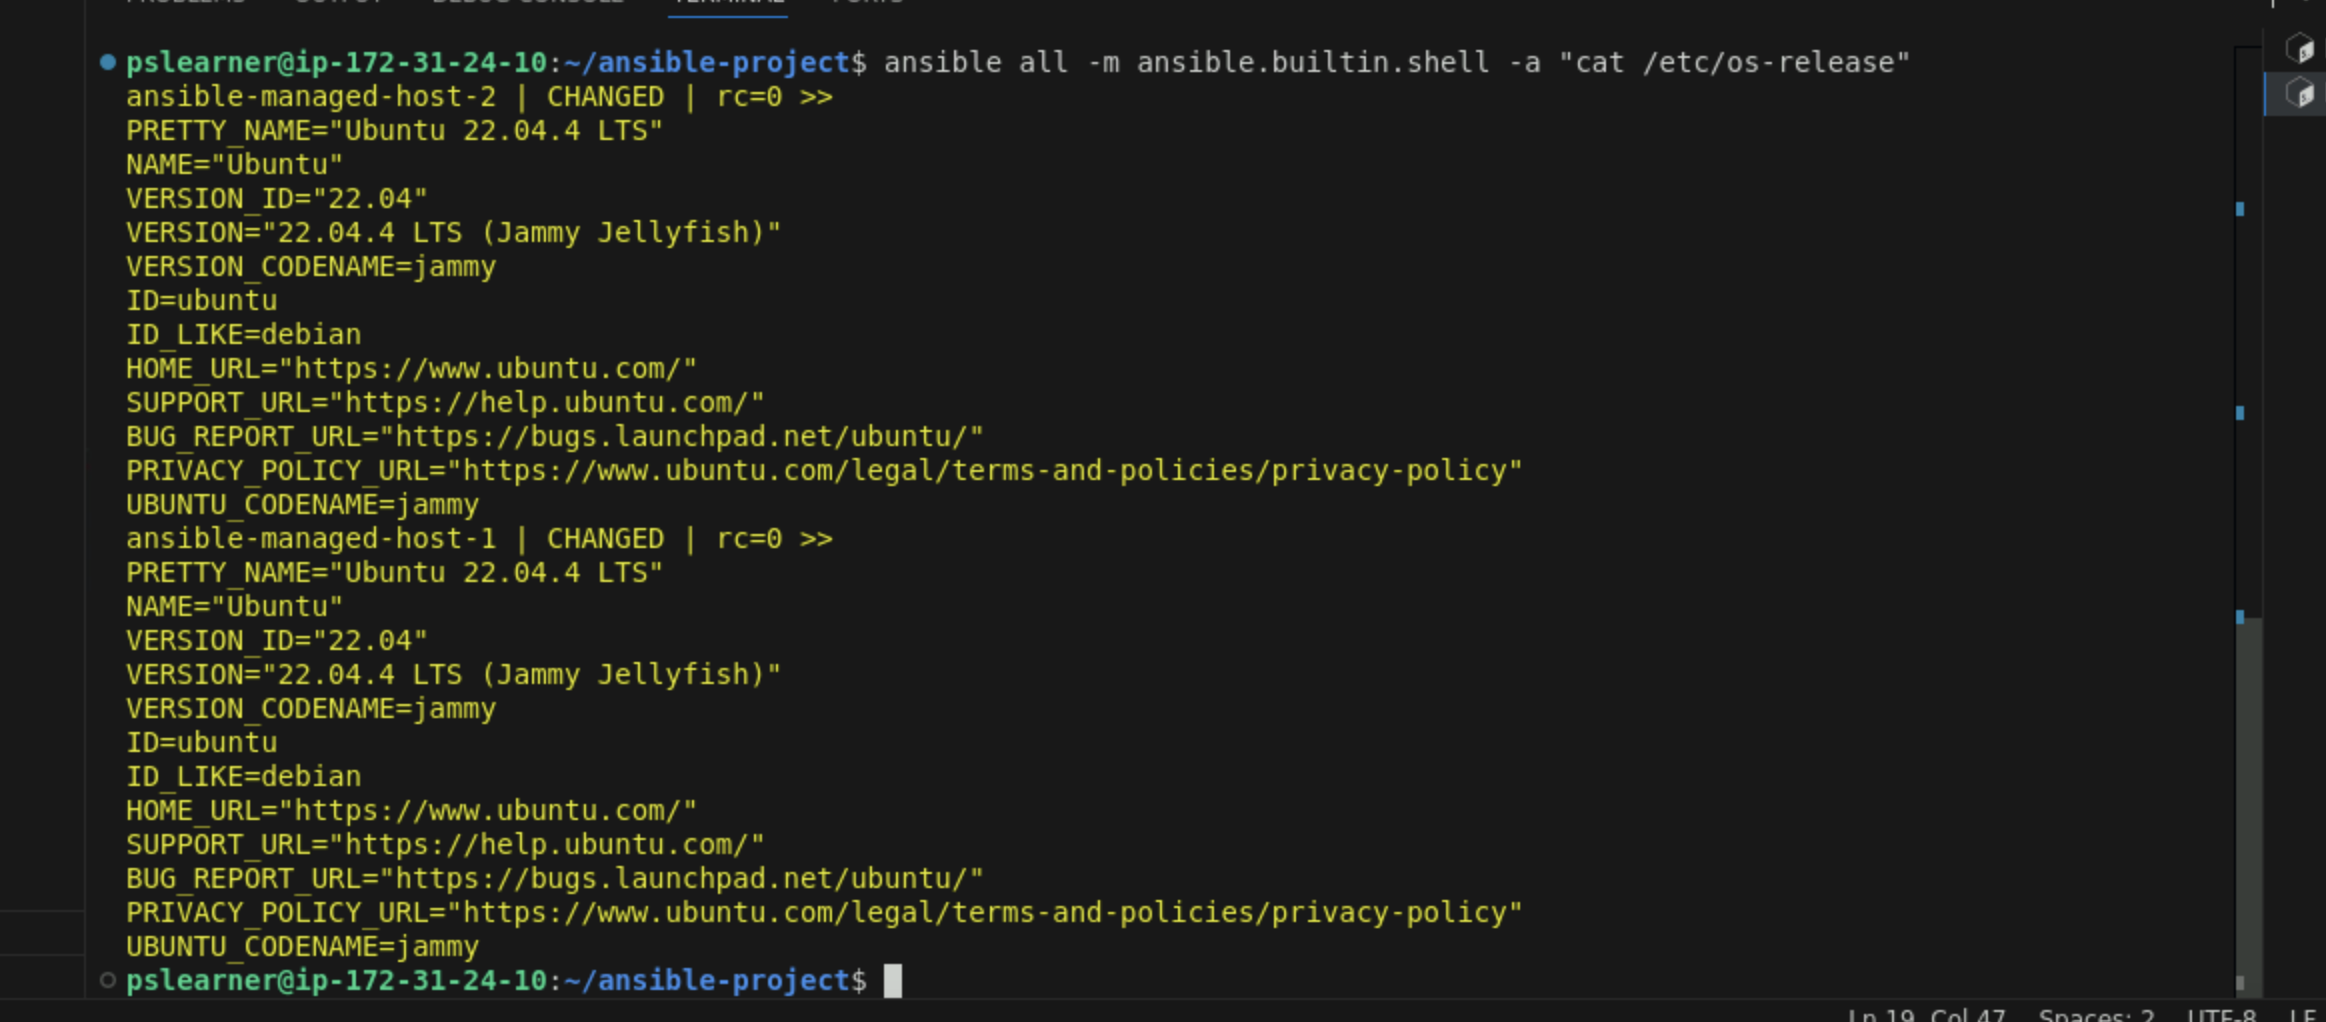 PROBLEMS OUTPUT DEBUG CONSOLE TERMINAL PORTS
pslearner@ip-172-31-24-10:~/ansible-project$ ansible all -m ansible.builtin.shell -a "cat /etc/os-release"
ansible-managed-host-2 | CHANGED | rc=0 >>
PRETTY_NAME="Ubuntu 22.04.4 LTS"
NAME="Ubuntu"
VERSION_ID="22.04"
VERSION="22.04.4 LTS (Jammy Jellyfish)"
VERSION_CODENAME=jammy
ID=ubuntu
ID_LIKE=debian
HOME_URL="https://www.ubuntu.com/"
SUPPORT_URL="https://help.ubuntu.com/"
BUG_REPORT_URL="https://bugs.launchpad.net/ubuntu/"
PRIVACY_POLICY_URL="https://www.ubuntu.com/legal/terms-and-policies/privacy-policy"
UBUNTU_CODENAME=jammy
ansible-managed-host-1 | CHANGED | rc=0 >>
PRETTY_NAME="Ubuntu 22.04.4 LTS"
NAME="Ubuntu"
VERSION_ID="22.04"
VERSION="22.04.4 LTS (Jammy Jellyfish)"
VERSION_CODENAME=jammy
ID=ubuntu
ID_LIKE=debian
HOME_URL="https://www.ubuntu.com/"
SUPPORT_URL="https://help.ubuntu.com/"
BUG_REPORT_URL="https://bugs.launchpad.net/ubuntu/"
PRIVACY_POLICY_URL="https://www.ubuntu.com/legal/terms-and-policies/privacy-policy"
UBUNTU_CODENAME=jammy
pslearner@ip-172-31-24-10:~/ansible-project$
Ln 19, Col 47 Spaces: 2 UTF-8 LF